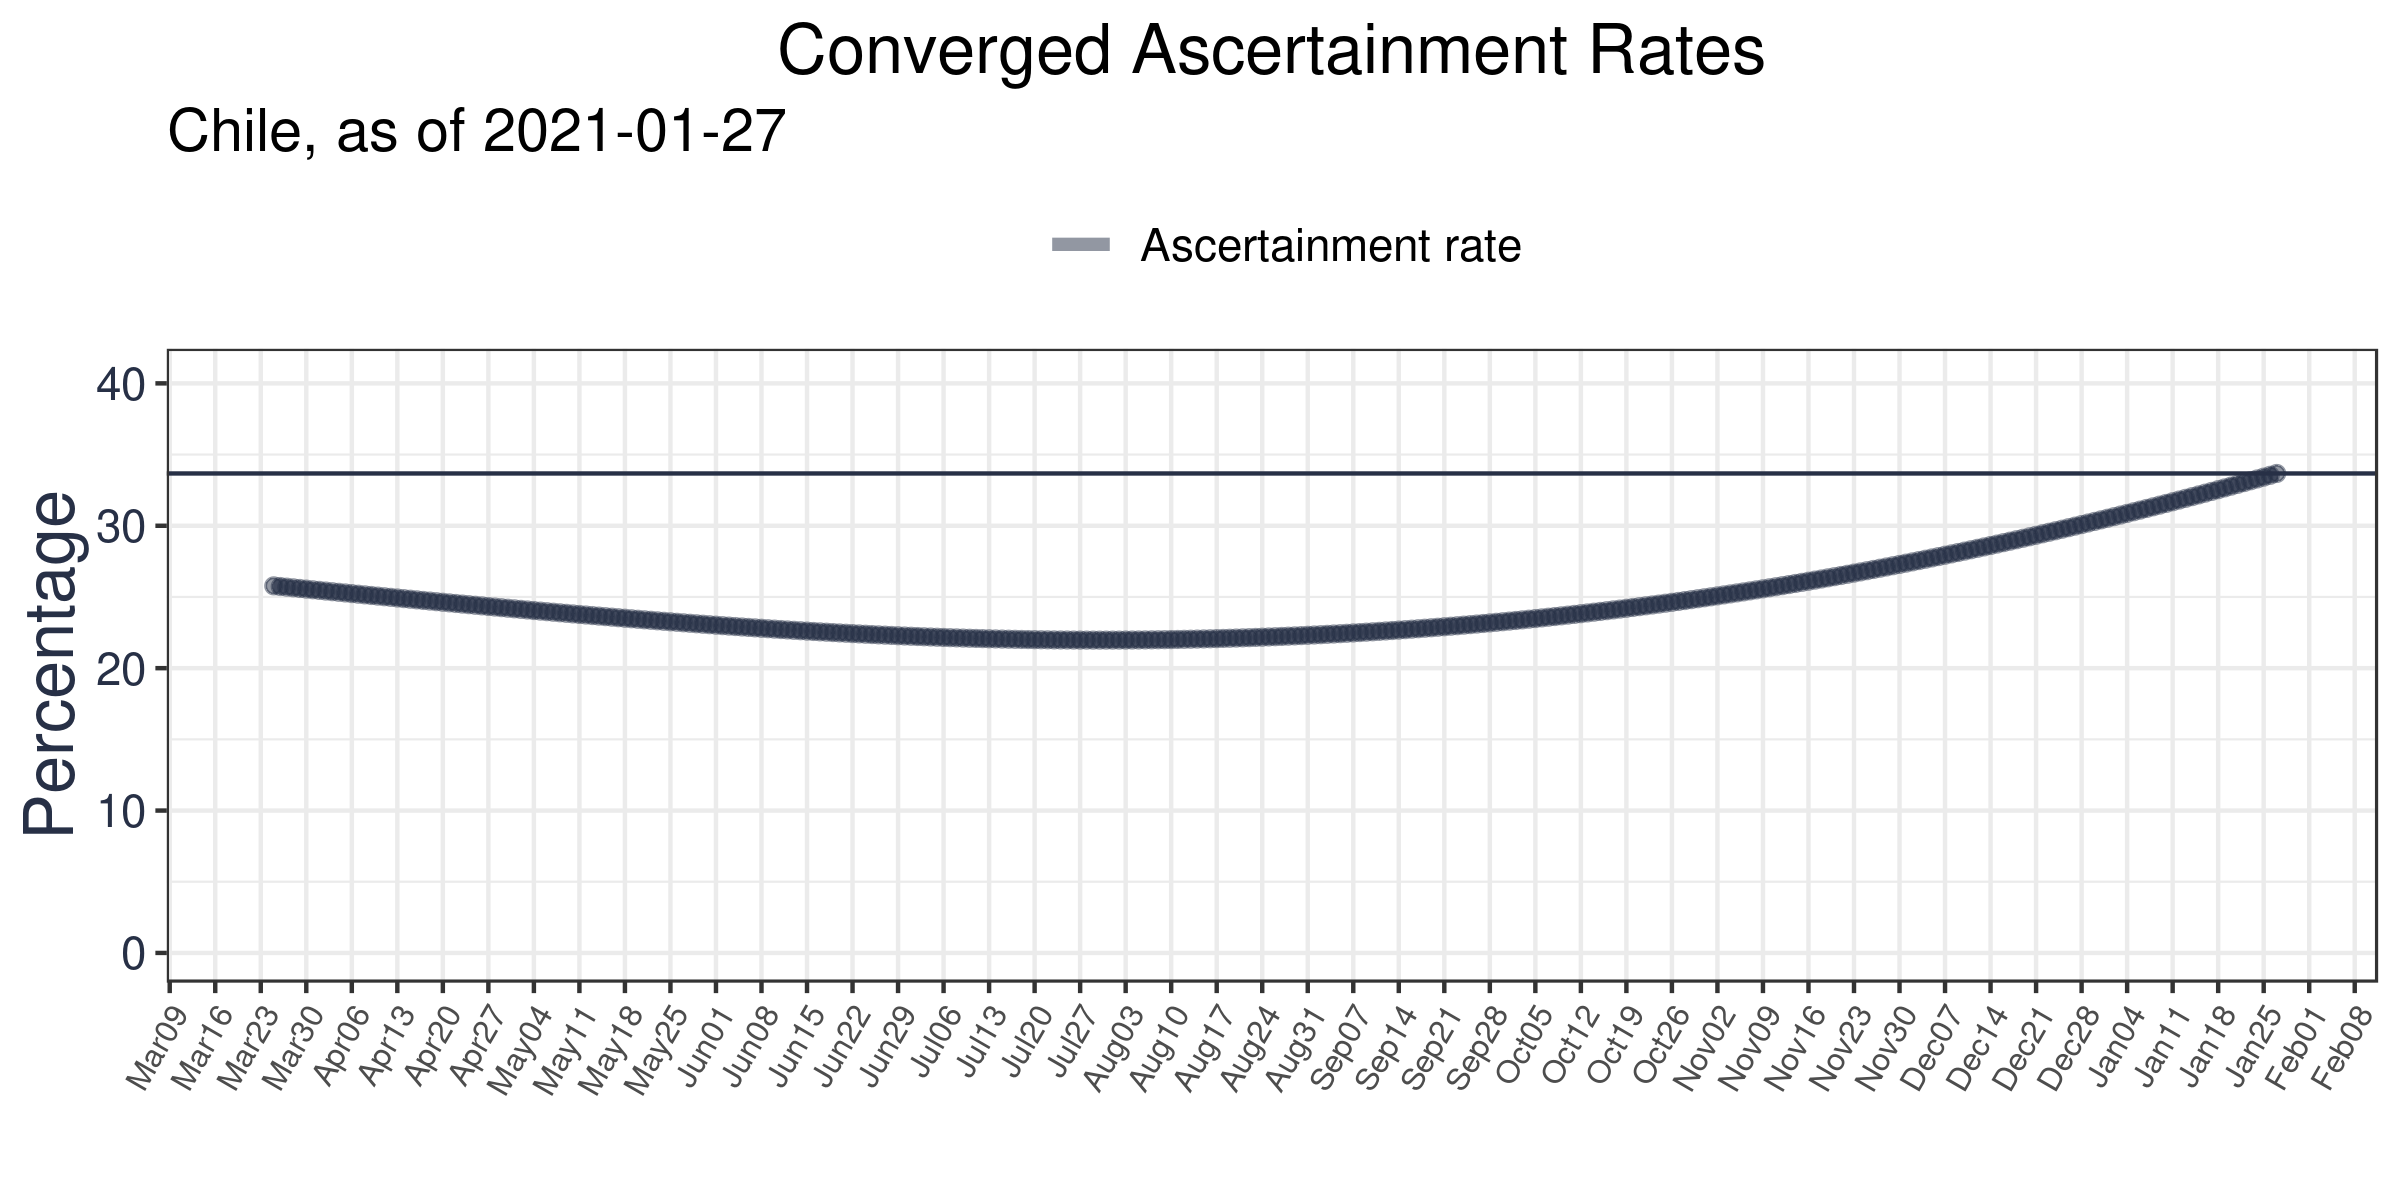 Converged Ascertainment Rates
Chile, as of 2021-01-27
Ascertainment rate
Percentage
40
30
20
10
0
Mar09 Mar16 Mar23 Mar30 Apr06 Apr13 Apr20 Apr27 May04 May11 May18 May25 Jun01 Jun08 Jun15 Jun22 Jun29 Jul06 Jul13 Jul20 Jul27 Aug03 Aug10 Aug17 Aug24 Aug31 Sep07 Sep14 Sep21 Sep28 Oct05 Oct12 Oct19 Oct26 Nov02 Nov09 Nov16 Nov23 Nov30 Dec07 Dec14 Dec21 Dec28 Jan04 Jan11 Jan18 Jan25 Feb01 Feb08